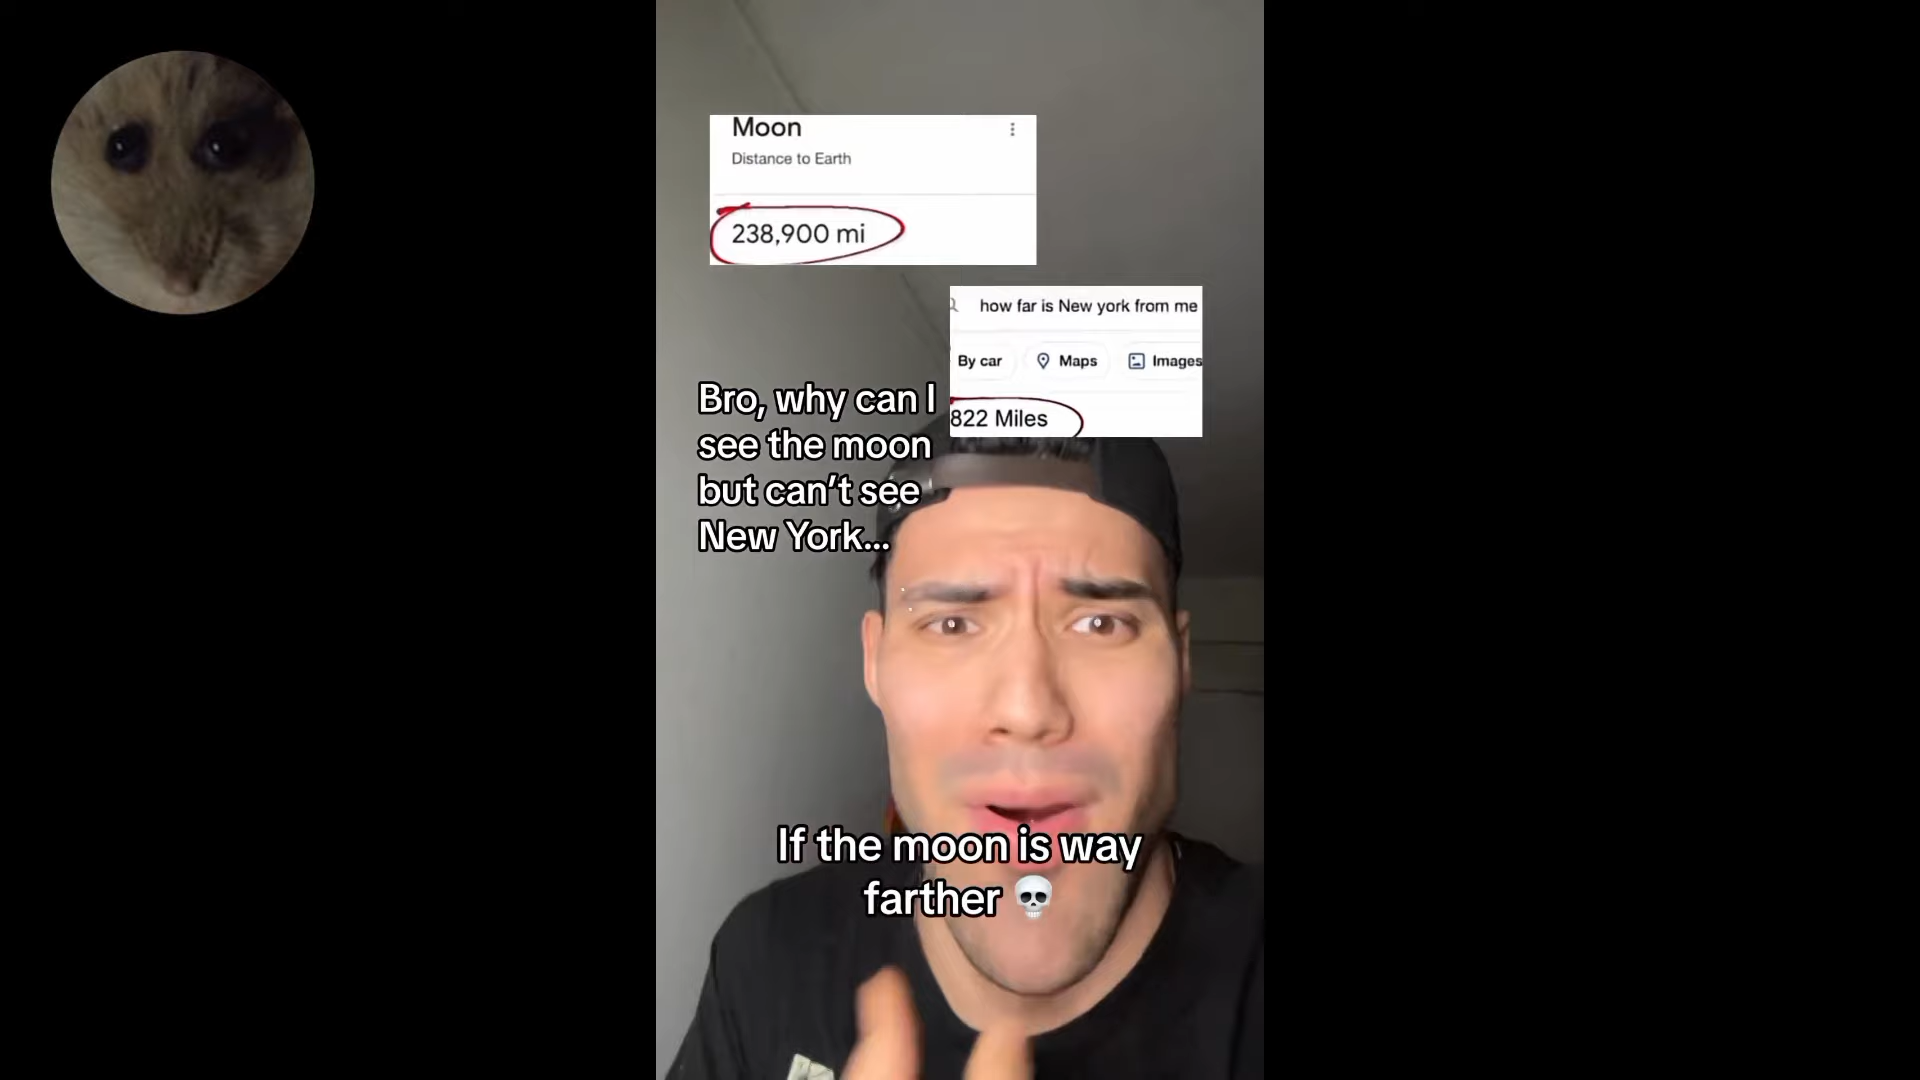 Moon
Distance to Earth
238,900 mi
how far is New york from me
By car
Maps
Images
822 Miles
Bro, why can I
see the moon
but can't see
New York...
If the moon is way
farther 💀